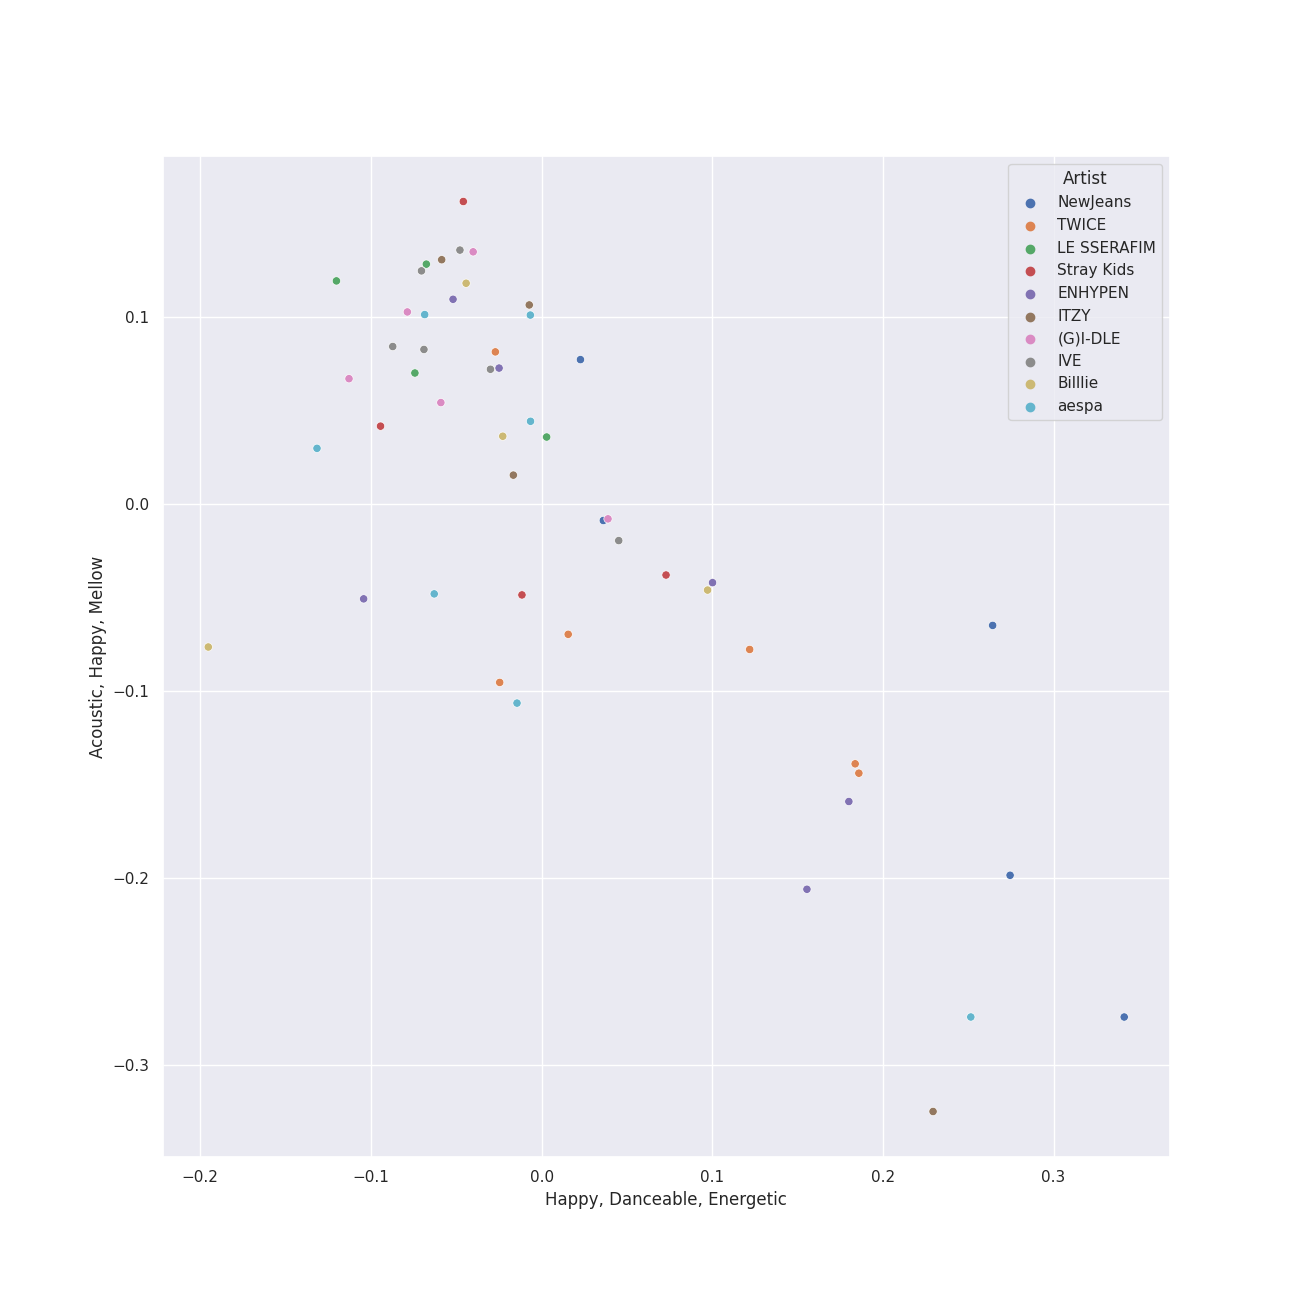 Artist
NewJeans
TWICE
LE SSERAFIM
Stray Kids
ENHYPEN
ITZY
(G)I-DLE
IVE
Billlie
aespa
0.1
0.0
−0.1
−0.2
−0.3
Acoustic, Happy, Mellow
−0.2 −0.1 0.0 0.1 0.2 0.3
Happy, Danceable, Energetic